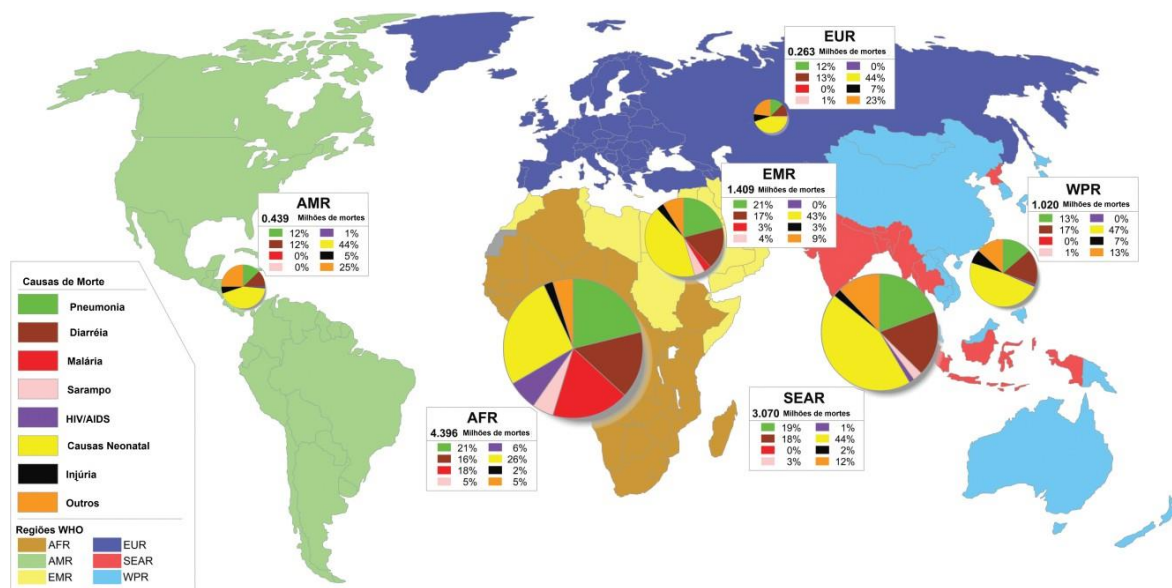 EUR
0.263 Milhões de mortes
12% 0%
13% 44%
0% 7%
1% 23%
EMR
1.409 Milhões de mortes
21% 0%
17% 43%
3% 3%
4% 9%
WPR
1.020 Milhões de mortes
13% 0%
17% 47%
0% 7%
1% 13%
AMR
0.439 Milhões de mortes
12% 1%
12% 44%
0% 5%
0% 25%
Causas de Morte
Pneumonia
Diarréia
Malária
Sarampo
HIV/AIDS
Causas Neonatal
Injúria
Outros
Regiões WHO
AFR EUR
AMR SEAR
EMR WPR
AFR
4.396 Milhões de mortes
21% 6%
16% 26%
18% 2%
5% 5%
SEAR
3.070 Milhões de mortes
19% 1%
18% 44%
0% 2%
3% 12%